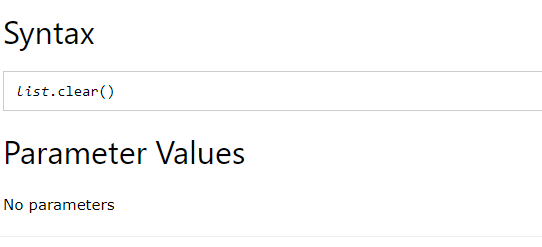 Syntax
list.clear()
Parameter Values
No parameters